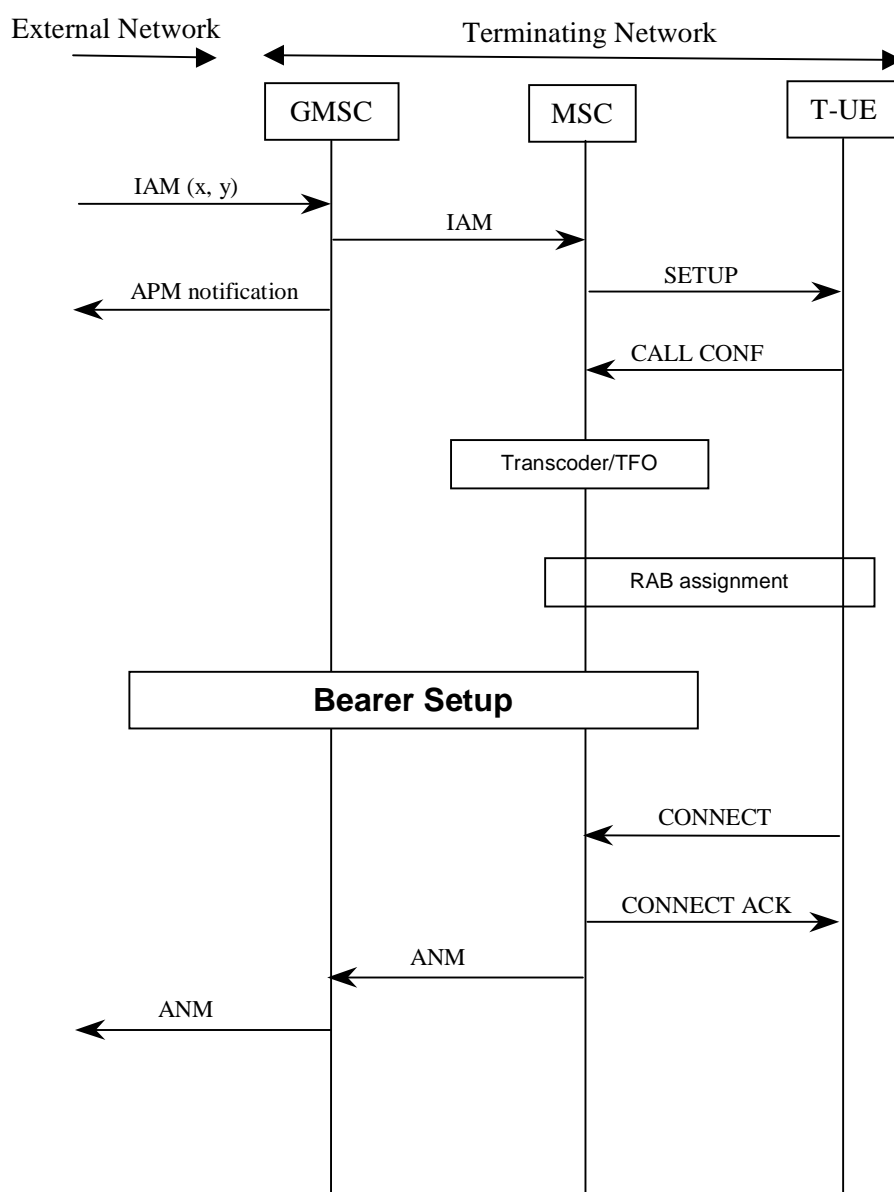 External Network
Terminating Network
GMSC
MSC
T-UE
IAM (x, y)
IAM
SETUP
APM notification
CALL CONF
Transcoder/TFO
RAB assignment
Bearer Setup
CONNECT
CONNECT ACK
ANM
ANM